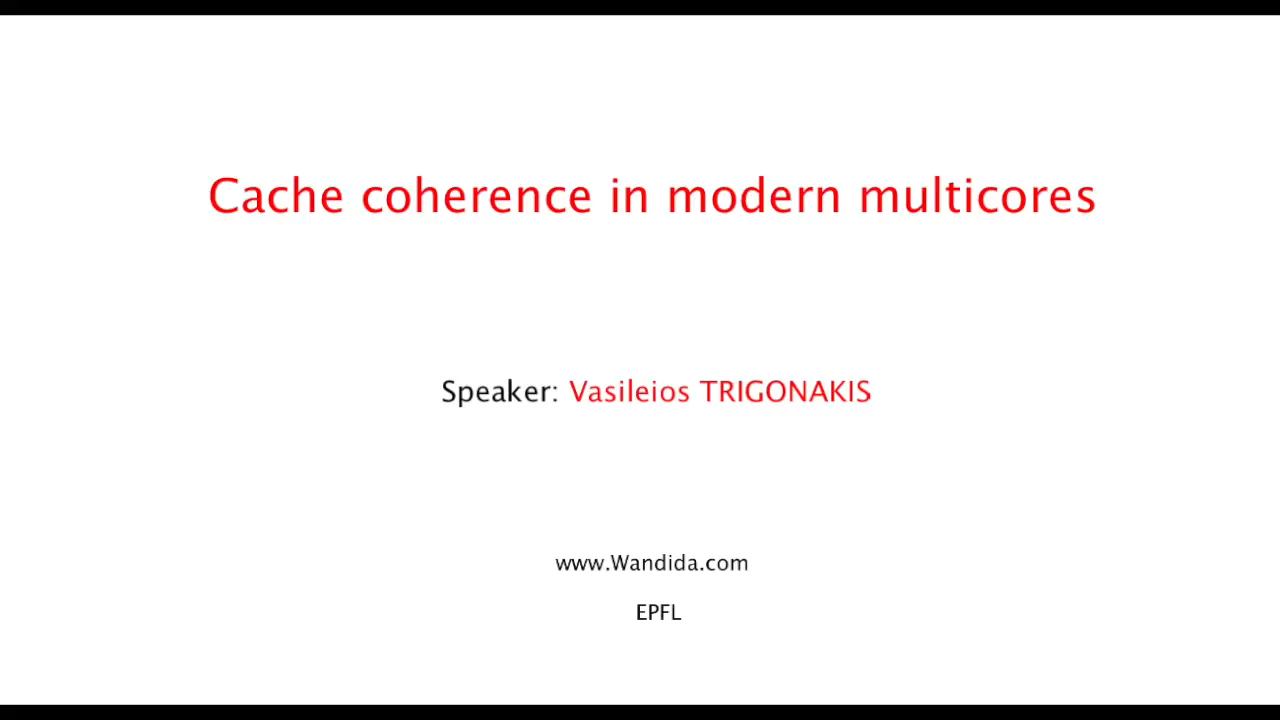 Cache coherence in modern multicores
Speaker: Vasileios TRIGONAKIS
www.Wandida.com
EPFL